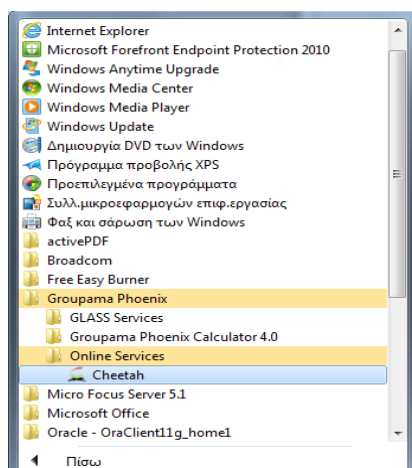 Internet Explorer
Microsoft Forefront Endpoint Protection 2010
Windows Anytime Upgrade
Windows Media Center
Windows Media Player
Windows Update
Δημιουργία DVD των Windows
Πρόγραμμα προβολής XPS
Προεπιλεγμένα προγράμματα
Συλλ.μικροεφαρμογών επιφ.εργασίας
Φαξ και σάρωση των Windows
activePDF
Broadcom
Free Easy Burner
Groupama Phoenix
GLASS Services
Groupama Phoenix Calculator 4.0
Online Services
Cheetah
Micro Focus Server 5.1
Microsoft Office
Oracle - OraClient11g_home1
Πίσω